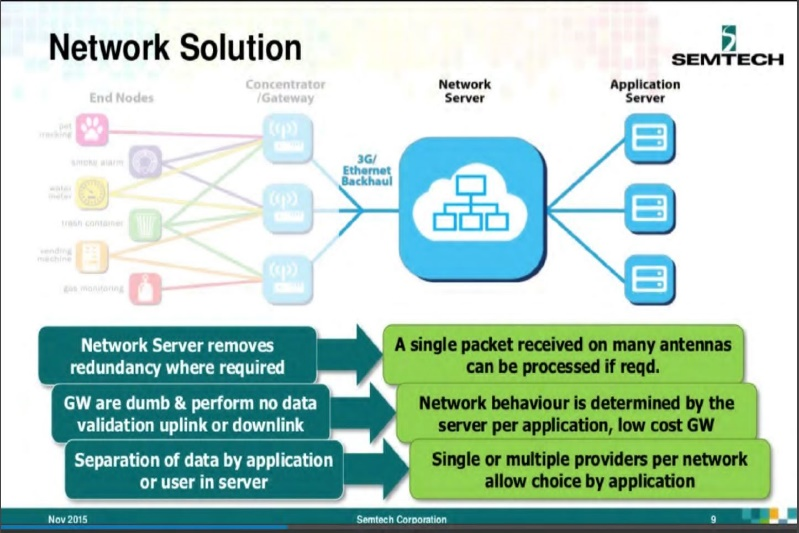 Network Solution
SEMTECH
End Nodes
Concentrator
/Gateway
Network
Server
Application
Server
pet
tracking
smoke alarm
water
meter
trash container
vending
machine
gas monitoring
3G/
Ethernet
Backhaul
Network Server removes
redundancy where required
A single packet received on many antennas
can be processed if reqd.
GW are dumb & perform no data
validation uplink or downlink
Network behaviour is determined by the
server per application, low cost GW
Separation of data by application
or user in server
Single or multiple providers per network
allow choice by application
Nov 2015
Semtech Corporation
9